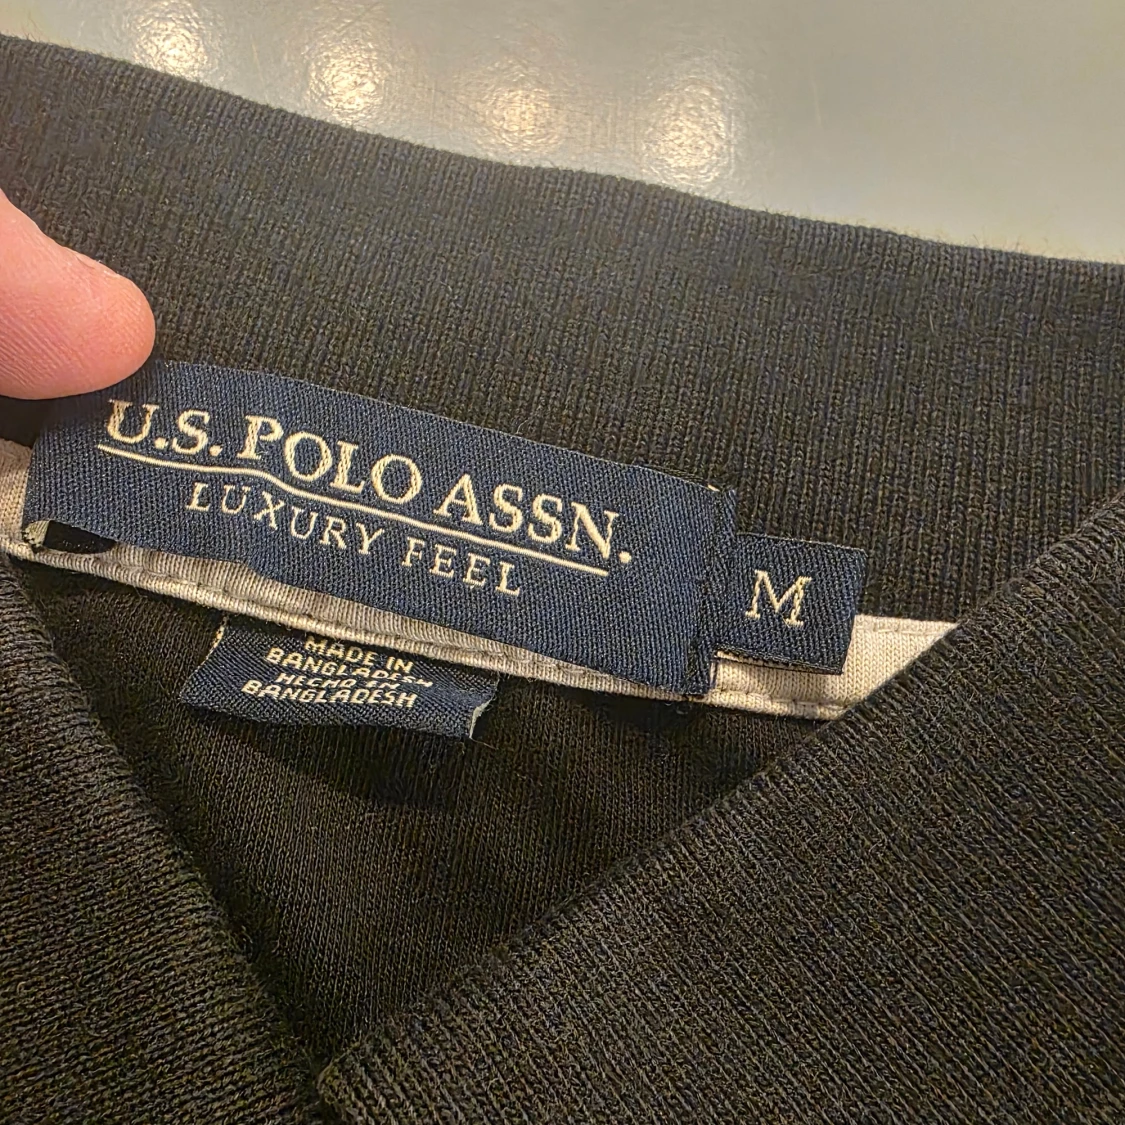 U.S. POLO ASSN.
LUXURY FEEL
M
MADE IN
BANGLADESH
HECHO EN
BANGLADESH